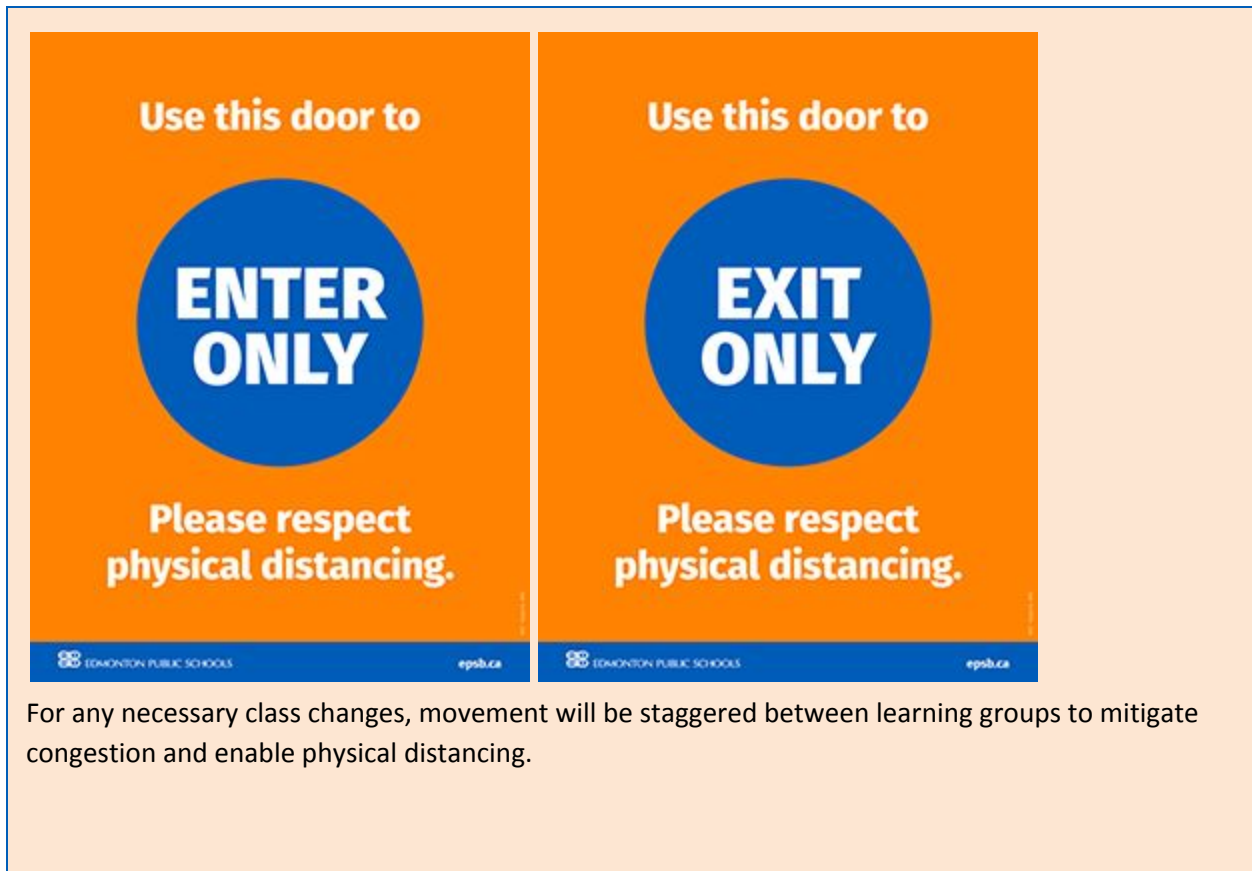 Use this door to
ENTER
ONLY
Please respect
physical distancing.
EDMONTON PUBLIC SCHOOLS
epsb.ca
Use this door to
EXIT
ONLY
Please respect
physical distancing.
EDMONTON PUBLIC SCHOOLS
epsb.ca
For any necessary class changes, movement will be staggered between learning groups to mitigate
congestion and enable physical distancing.